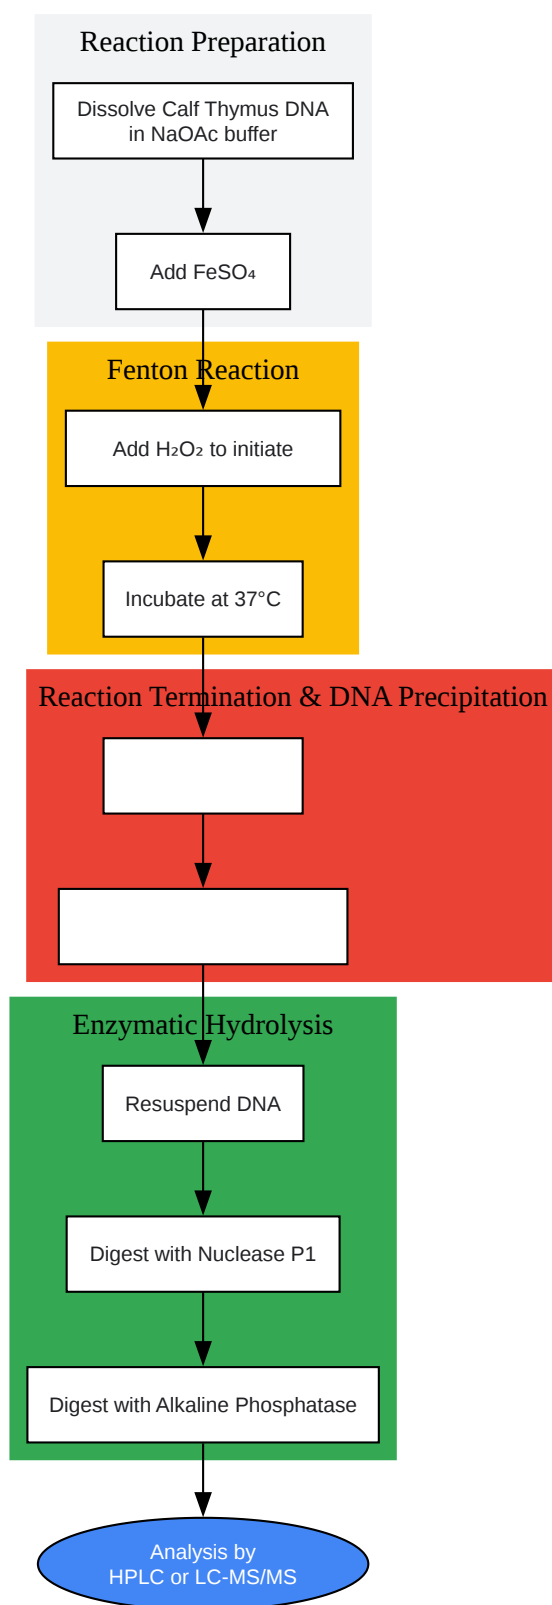 Reaction Preparation
Dissolve Calf Thymus DNA
in NaOAc buffer
Add FeSO₄
Fenton Reaction
Add H₂O₂ to initiate
Incubate at 37°C
Reaction Termination & DNA Precipitation
Enzymatic Hydrolysis
Resuspend DNA
Digest with Nuclease P1
Digest with Alkaline Phosphatase
Analysis by
HPLC or LC-MS/MS